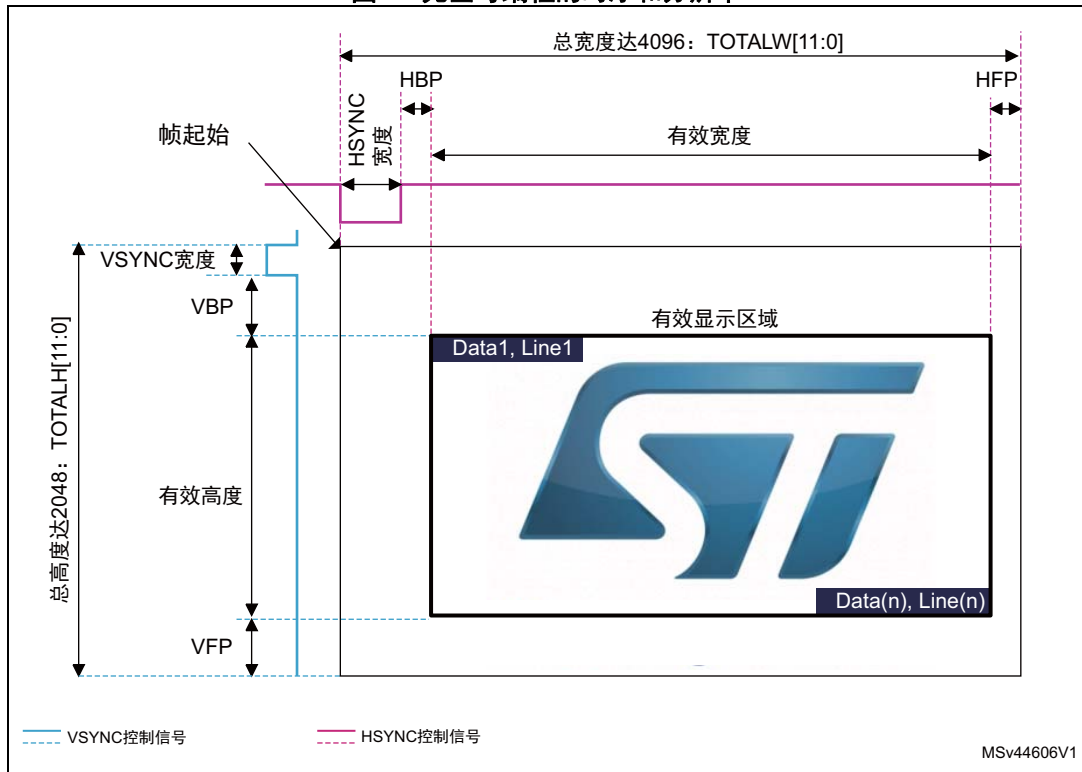 总宽度达4096：TOTALW[11:0]
HBP
HFP
HSYNC
宽度
帧起始
有效宽度
VSYNC宽度
VBP
有效显示区域
Data1, Line1
总高度达2048：TOTALH[11:0]
有效高度
Data(n), Line(n)
VFP
VSYNC控制信号
HSYNC控制信号
MSv44606V1